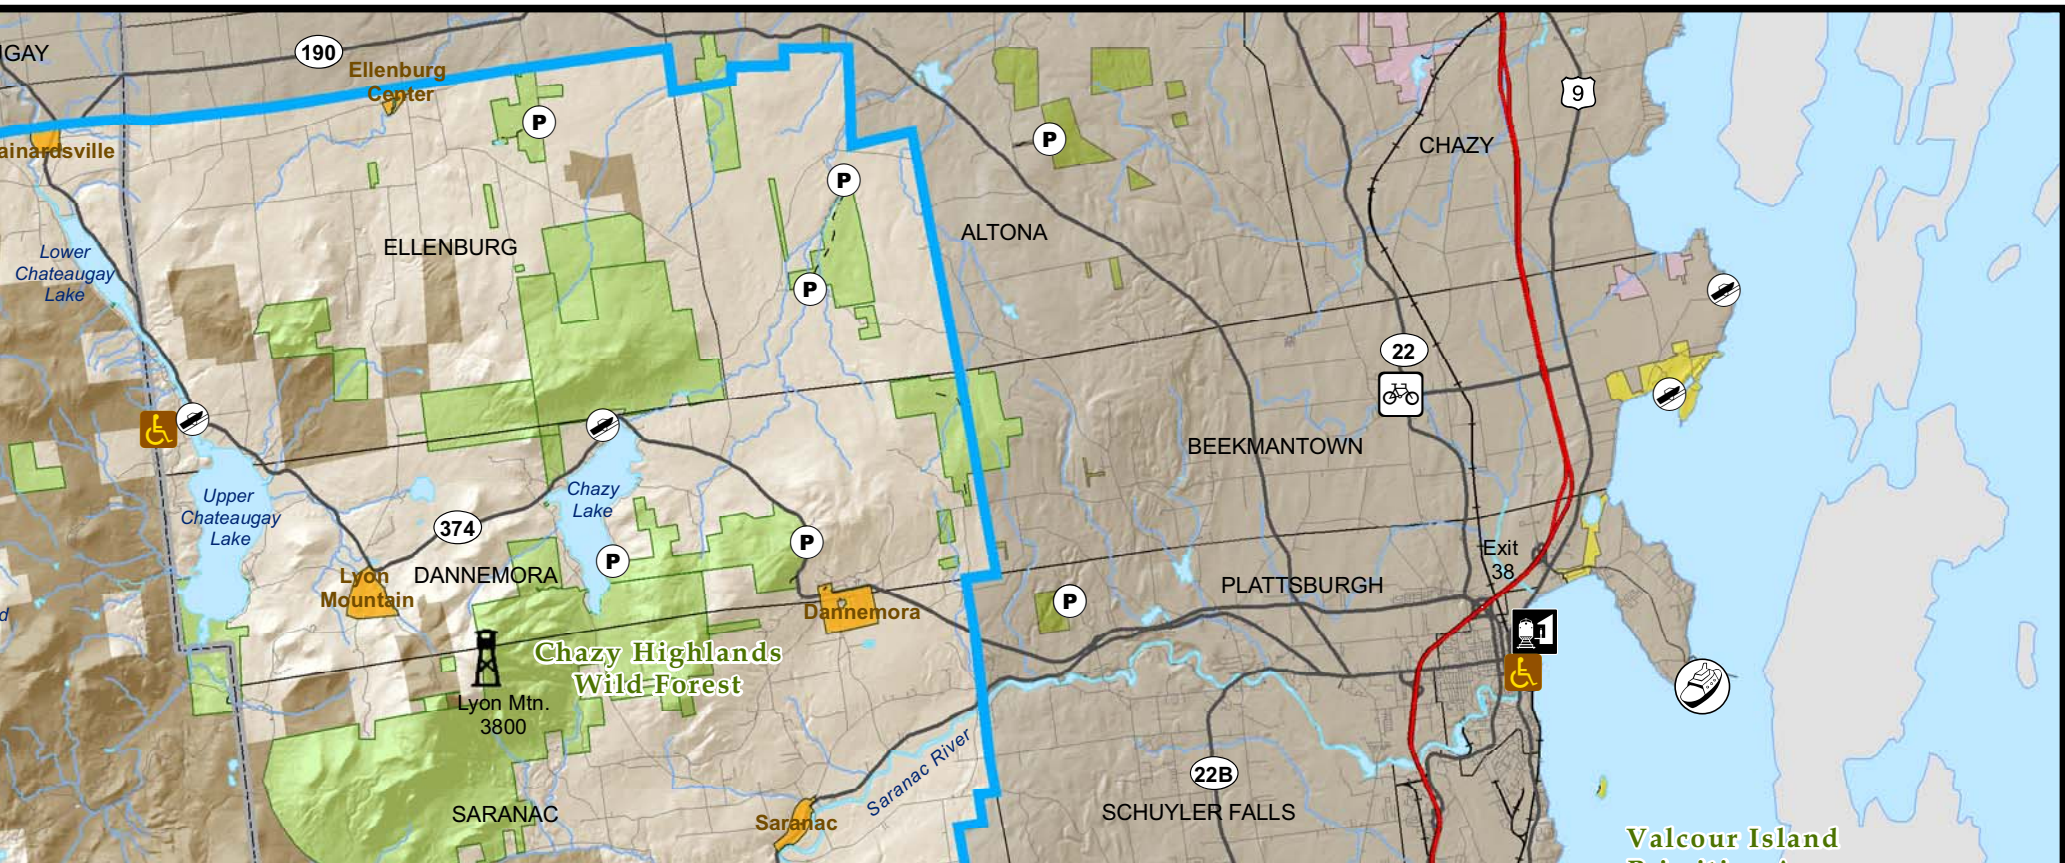 190
Ellenburg
Center
P
P
9
CHAZY
P
ELLENBURG
ALTONA
Lower
Chateaugay
Lake
P
22
BEEKMANTOWN
Upper
Chateaugay
Lake
Chazy
Lake
374
P
P
Exit
38
Lyon
Mountain
DANNEMORA
PLATTSBURGH
Dannemora
P
Chazy Highlands
Wild Forest
Lyon Mtn.
3800
Saranac River
22B
SARANAC
Saranac
SCHUYLER FALLS
Valcour Island